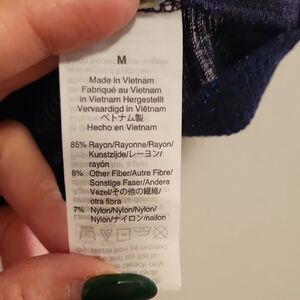 M
Made in Vietnam
Fabriqué au Vietnam
in Vietnam Hergestellt
Vervaardigd in Viëtnam
ベトナム製
Hecho en Vietnam
85% Rayon/Rayonne/Rayon/
Kunstzijde/レーヨン/
rayón
8% Other Fiber/Autre Fibre/
Sonstige Faser/Andere
Vezel/その他の繊維/
otra fibra
7% Nylon/Nylon/Nylon/
Nylon/ナイロン/nailon